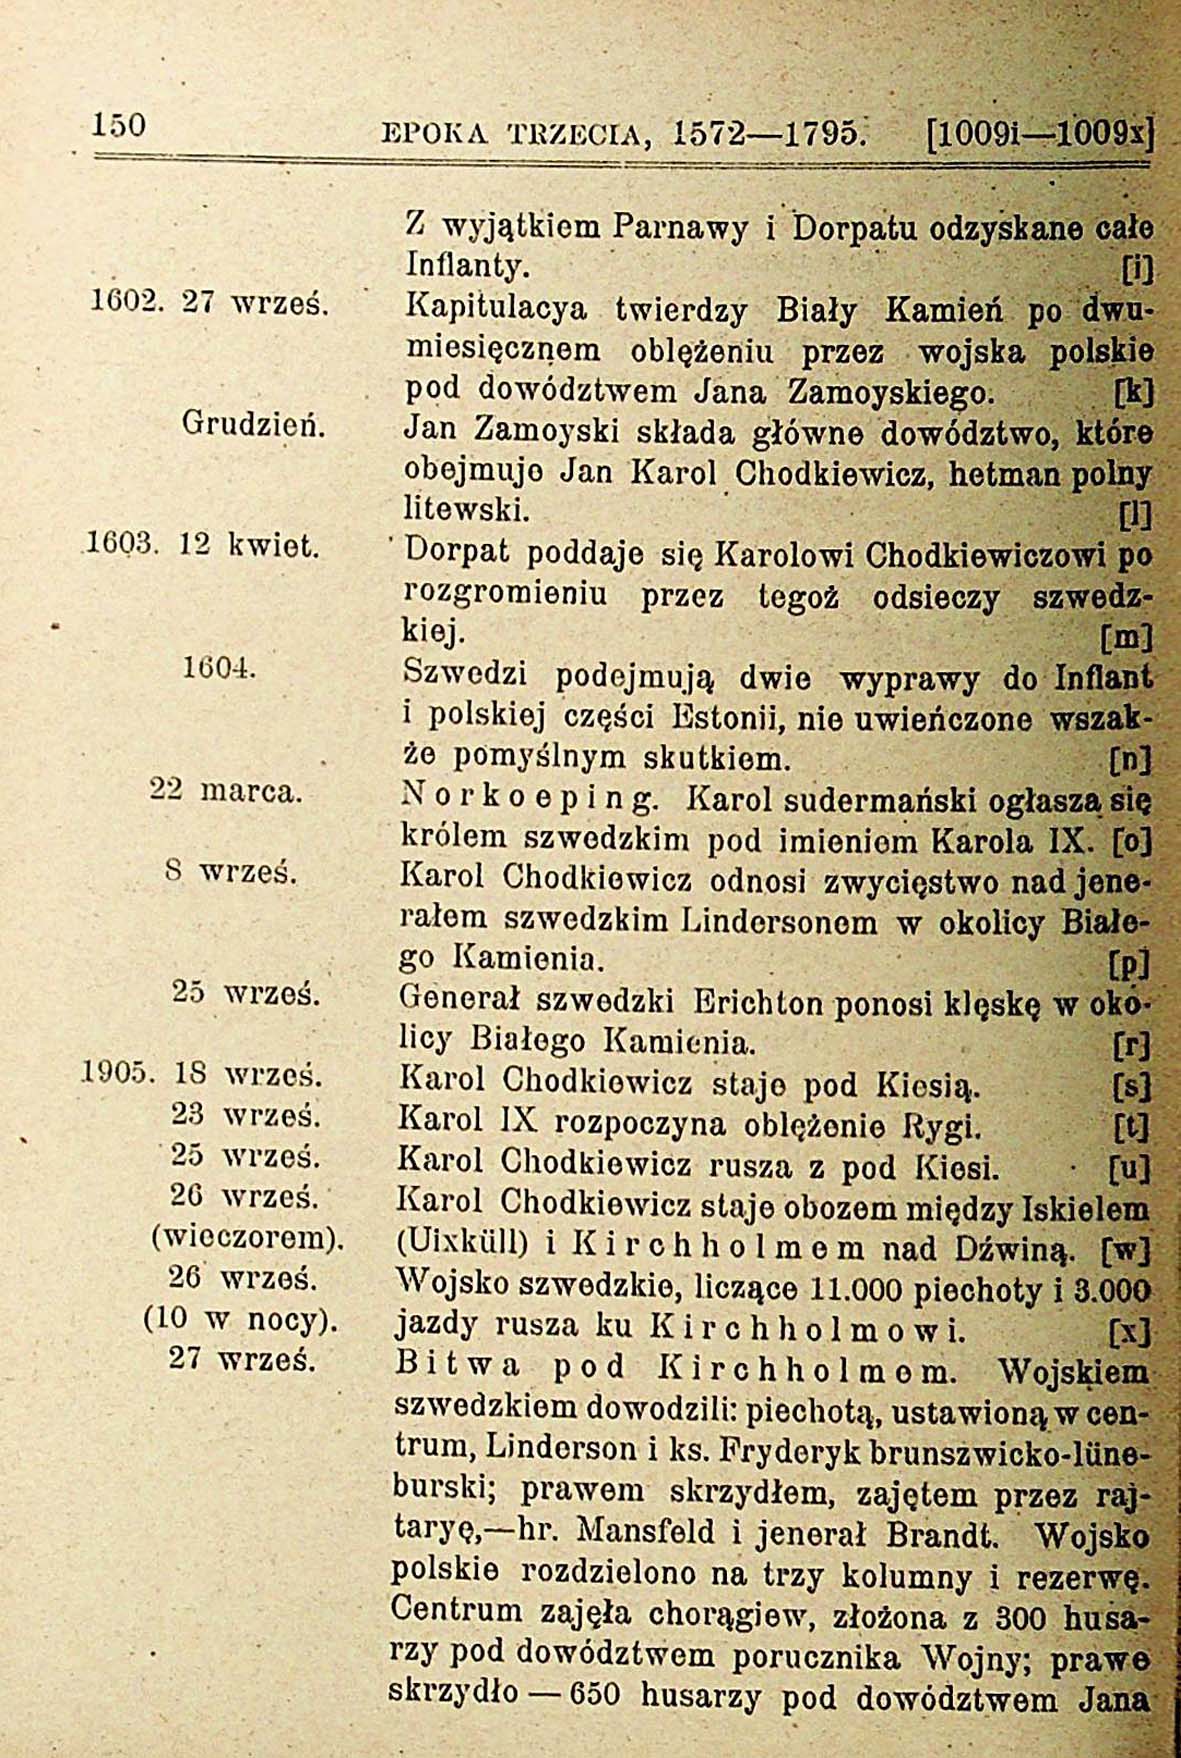 150 EPOKA TRZECIA, 1572—1795. [1009i—1009x]
Z wyjątkiem Parnawy i Dorpatu odzyskane całe
Inflanty. [i]
1602. 27 wrześ. Kapitulacya twierdzy Biały Kamień po dwu-
miesięcznem oblężeniu przez wojska polskie
pod dowództwem Jana Zamoyskiego. [k]
Grudzień. Jan Zamoyski składa główne dowództwo, które
obejmuje Jan Karol Chodkiewicz, hetman polny
litewski. [l]
1603. 12 kwiet. Dorpat poddaje się Karolowi Chodkiewiczowi po
rozgromieniu przez tegoż odsieczy szwedz-
kiej. [m]
1604. Szwedzi podejmują dwie wyprawy do Inflant
i polskiej części Estonii, nie uwieńczone wszak-
że pomyślnym skutkiem. [n]
22 marca. Norkoeping. Karol sudermański ogłasza się
królem szwedzkim pod imieniem Karola IX. [o]
8 wrześ. Karol Chodkiewicz odnosi zwycięstwo nad jene-
rałem szwedzkim Lindersonem w okolicy Białe-
go Kamienia. [p]
25 wrześ. Generał szwedzki Erichton ponosi klęskę w oko-
licy Białego Kamienia. [r]
1905. 18 wrześ. Karol Chodkiewicz staje pod Kiesią. [s]
23 wrześ. Karol IX rozpoczyna oblężenie Rygi. [t]
25 wrześ. Karol Chodkiewicz rusza z pod Kiesi. [u]
26 wrześ. Karol Chodkiewicz staje obozem między Iskielem
(wieczorem). (Uixküll) i Kirchholmem nad Dźwiną. [w]
26 wrześ. Wojsko szwedzkie, liczące 11.000 piechoty i 3.000
(10 w nocy). jazdy rusza ku Kirchholmowi. [x]
27 wrześ. Bitwa pod Kirchholmem. Wojskiem
szwedzkiem dowodzili: piechotą, ustawioną w cen-
trum, Linderson i ks. Fryderyk brunszwicko-lüne-
burski; prawem skrzydłem, zajętem przez raj-
taryę,—hr. Mansfeld i jenerał Brandt. Wojsko
polskie rozdzielono na trzy kolumny i rezerwę.
Centrum zajęła chorągiew, złożona z 300 husa-
rzy pod dowództwem porucznika Wojny; prawe
skrzydło — 650 husarzy pod dowództwem Jana